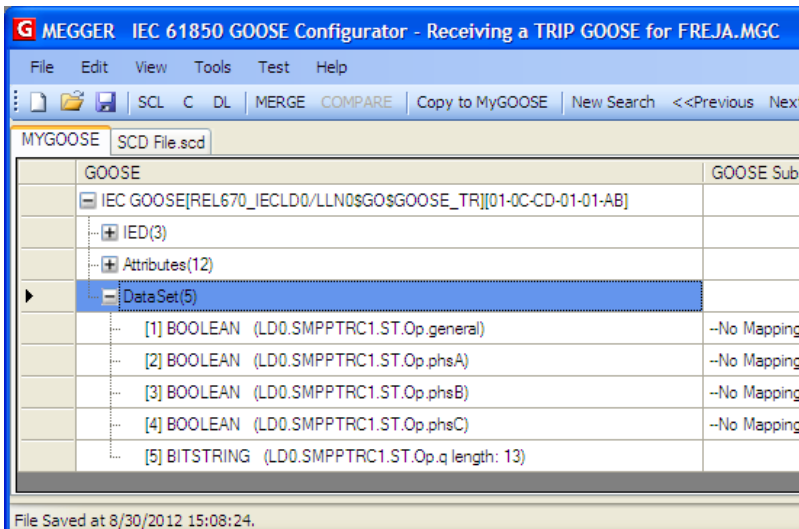 G MEGGER IEC 61850 GOOSE Configurator - Receiving a TRIP GOOSE for FREJA.MGC
File Edit View Tools Test Help
SCL C DL MERGE COMPARE Copy to MyGOOSE New Search <<Previous Next
MYGOOSE SCD File.scd
GOOSE GOOSE Sub
IEC GOOSE[REL670_IECLD0/LLN0$GO$GOOSE_TR][01-0C-CD-01-01-AB]
IED(3)
Attributes(12)
DataSet(5)
[1] BOOLEAN (LD0.SMPPTRC1.ST.Op.general) --No Mapping
[2] BOOLEAN (LD0.SMPPTRC1.ST.Op.phsA) --No Mapping
[3] BOOLEAN (LD0.SMPPTRC1.ST.Op.phsB) --No Mapping
[4] BOOLEAN (LD0.SMPPTRC1.ST.Op.phsC) --No Mapping
[5] BITSTRING (LD0.SMPPTRC1.ST.Op.q length: 13)
File Saved at 8/30/2012 15:08:24.